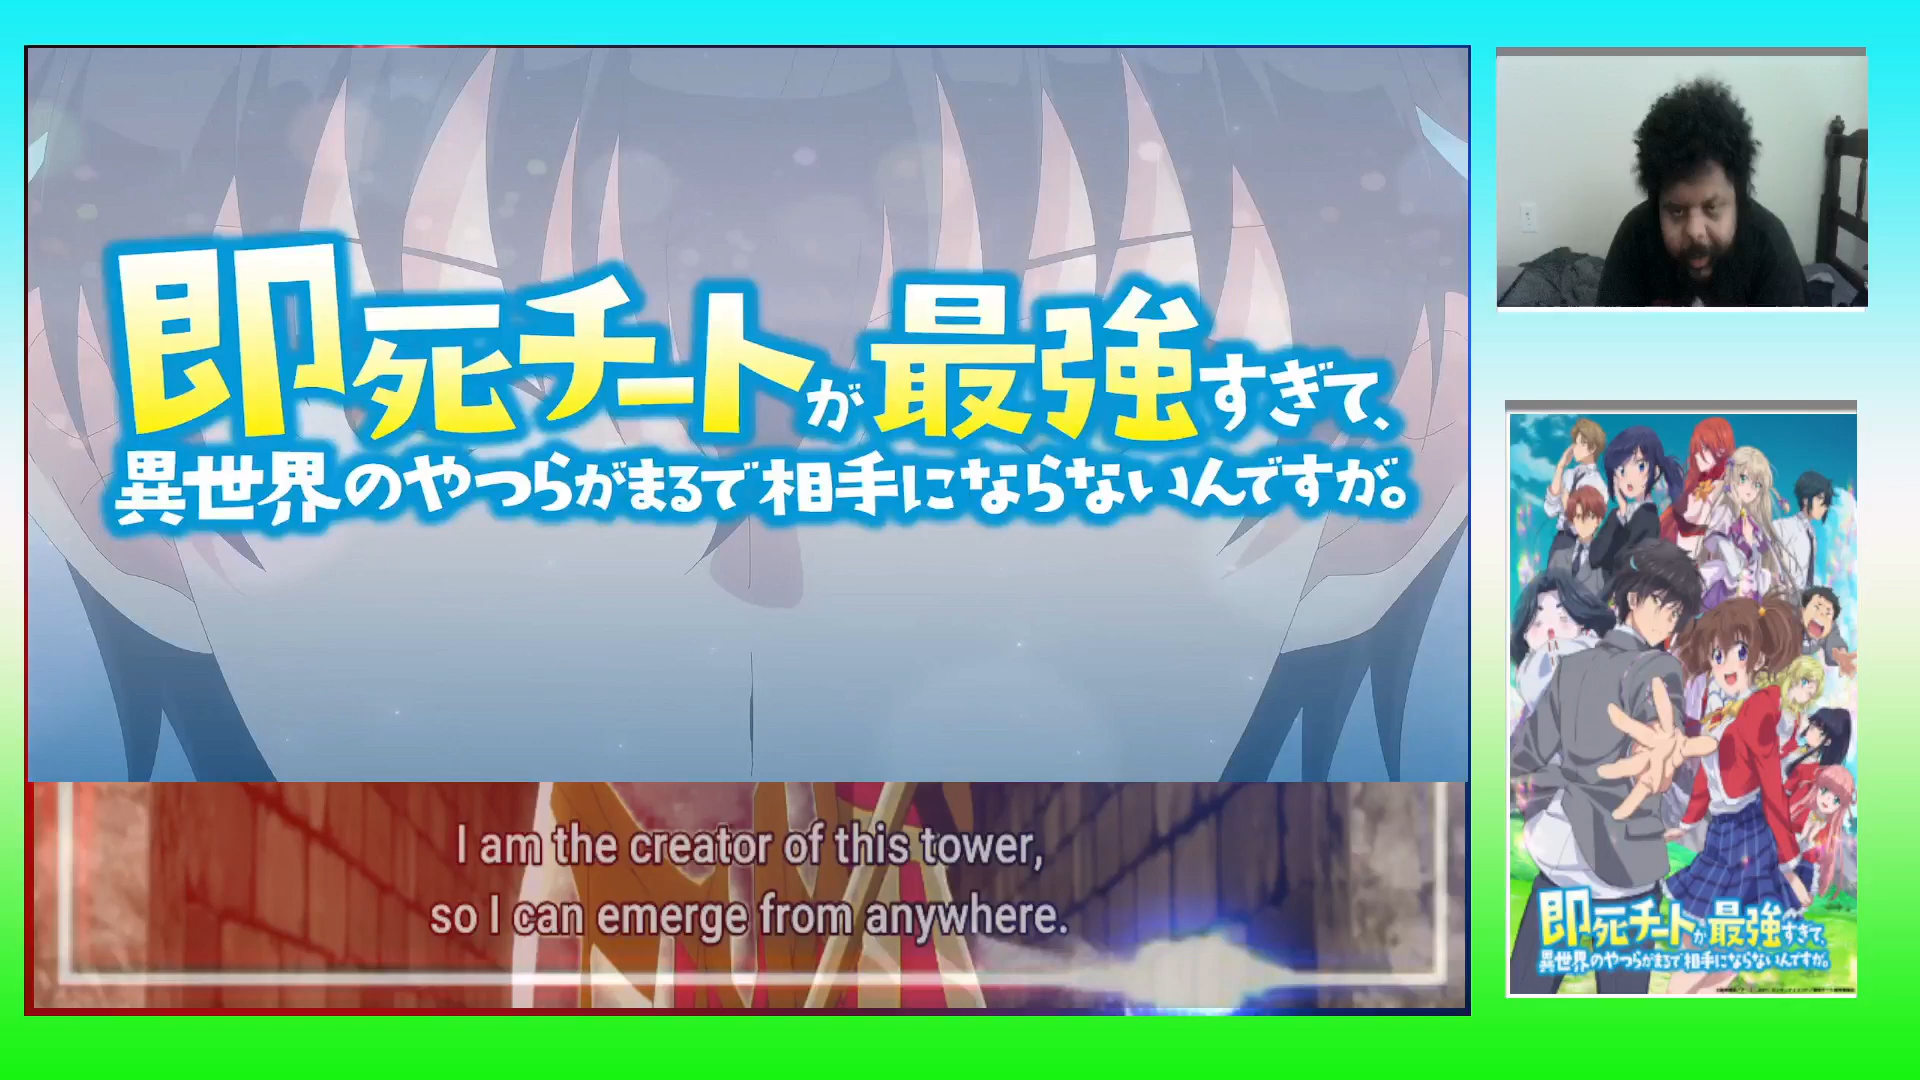 即死チートが最強すぎて、
異世界のやつらがまるで相手にならないんですが。
I am the creator of this tower,
so I can emerge from anywhere.
即死チートが最強すぎて、
異世界のやつらがまるで相手にならないんですが。